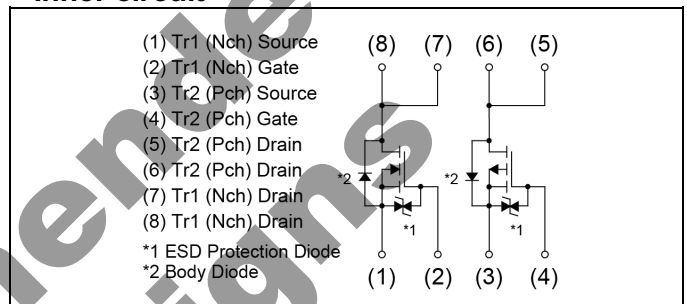 (1) Tr1 (Nch) Source
(2) Tr1 (Nch) Gate
(3) Tr2 (Pch) Source
(4) Tr2 (Pch) Gate
(5) Tr2 (Pch) Drain
(6) Tr2 (Pch) Drain
(7) Tr1 (Nch) Drain
(8) Tr1 (Nch) Drain
*1 ESD Protection Diode
*2 Body Diode
(8) (7) (6) (5)
*2 *2
*1 *1
(1) (2) (3) (4)